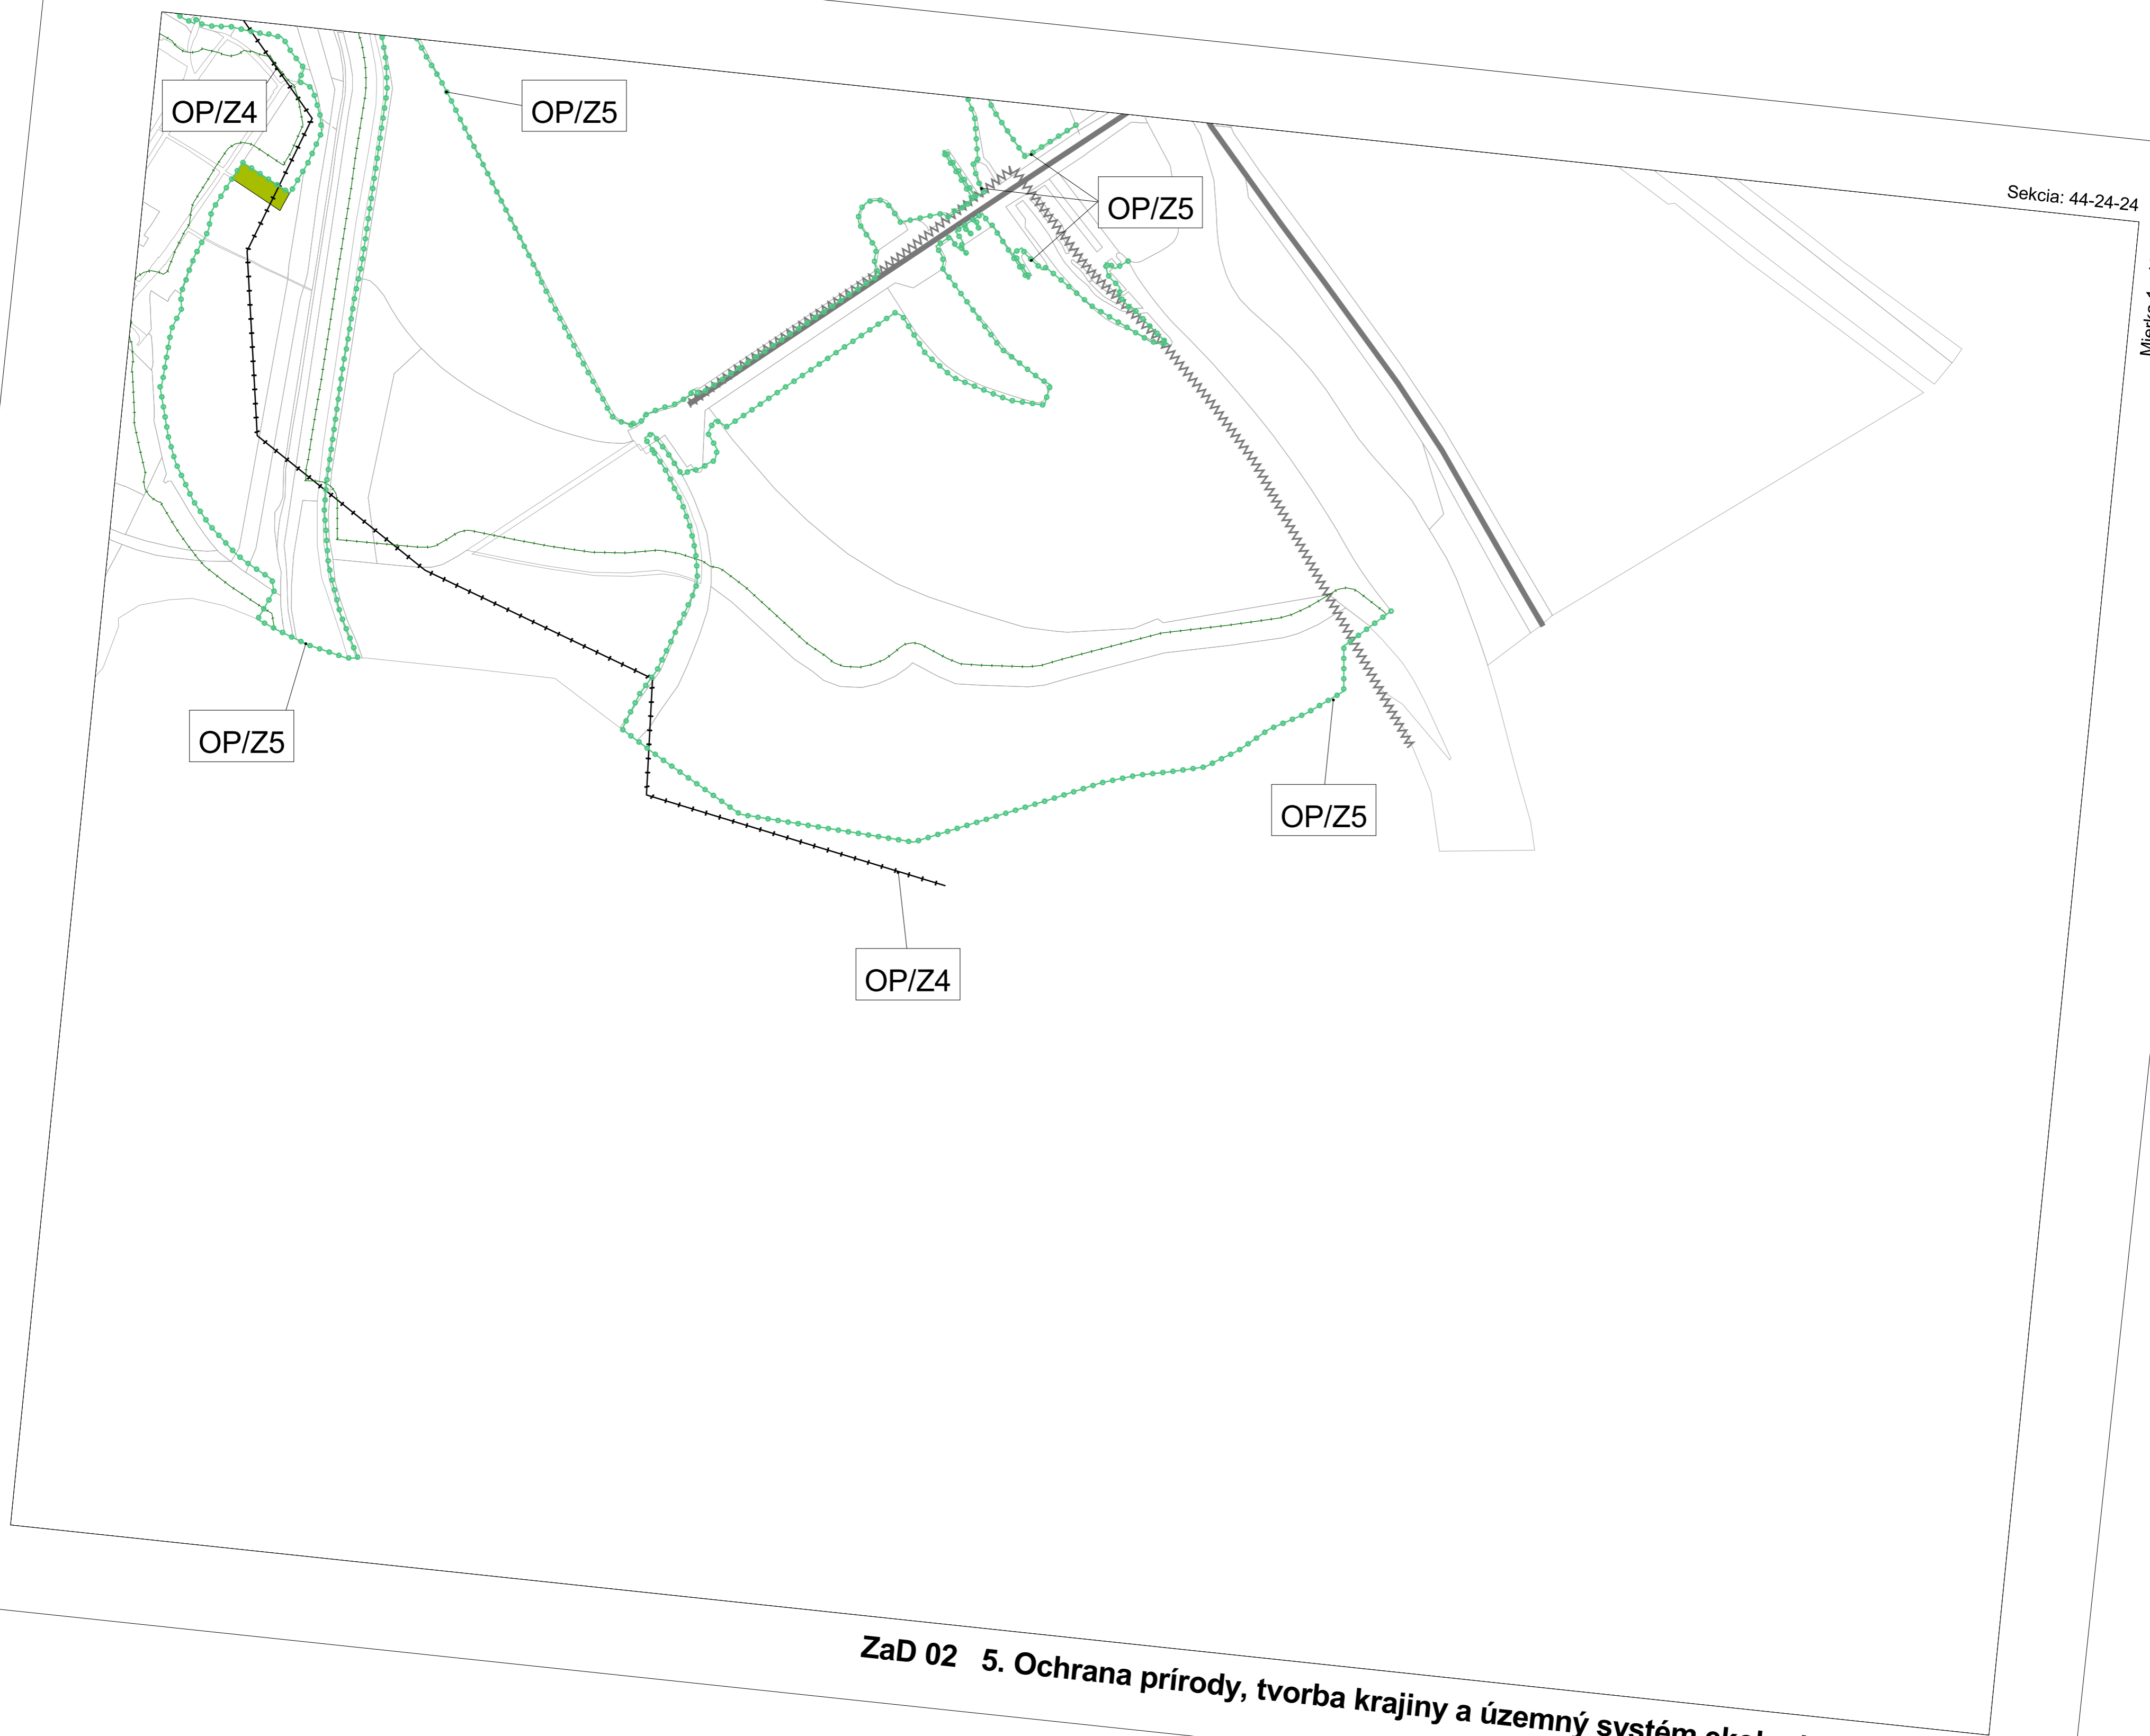 OP/Z4
OP/Z5
OP/Z5
Sekcia: 44-24-24
OP/Z5
OP/Z5
OP/Z4
ZaD 02 5. Ochrana prírody, tvorba krajiny a územný systém